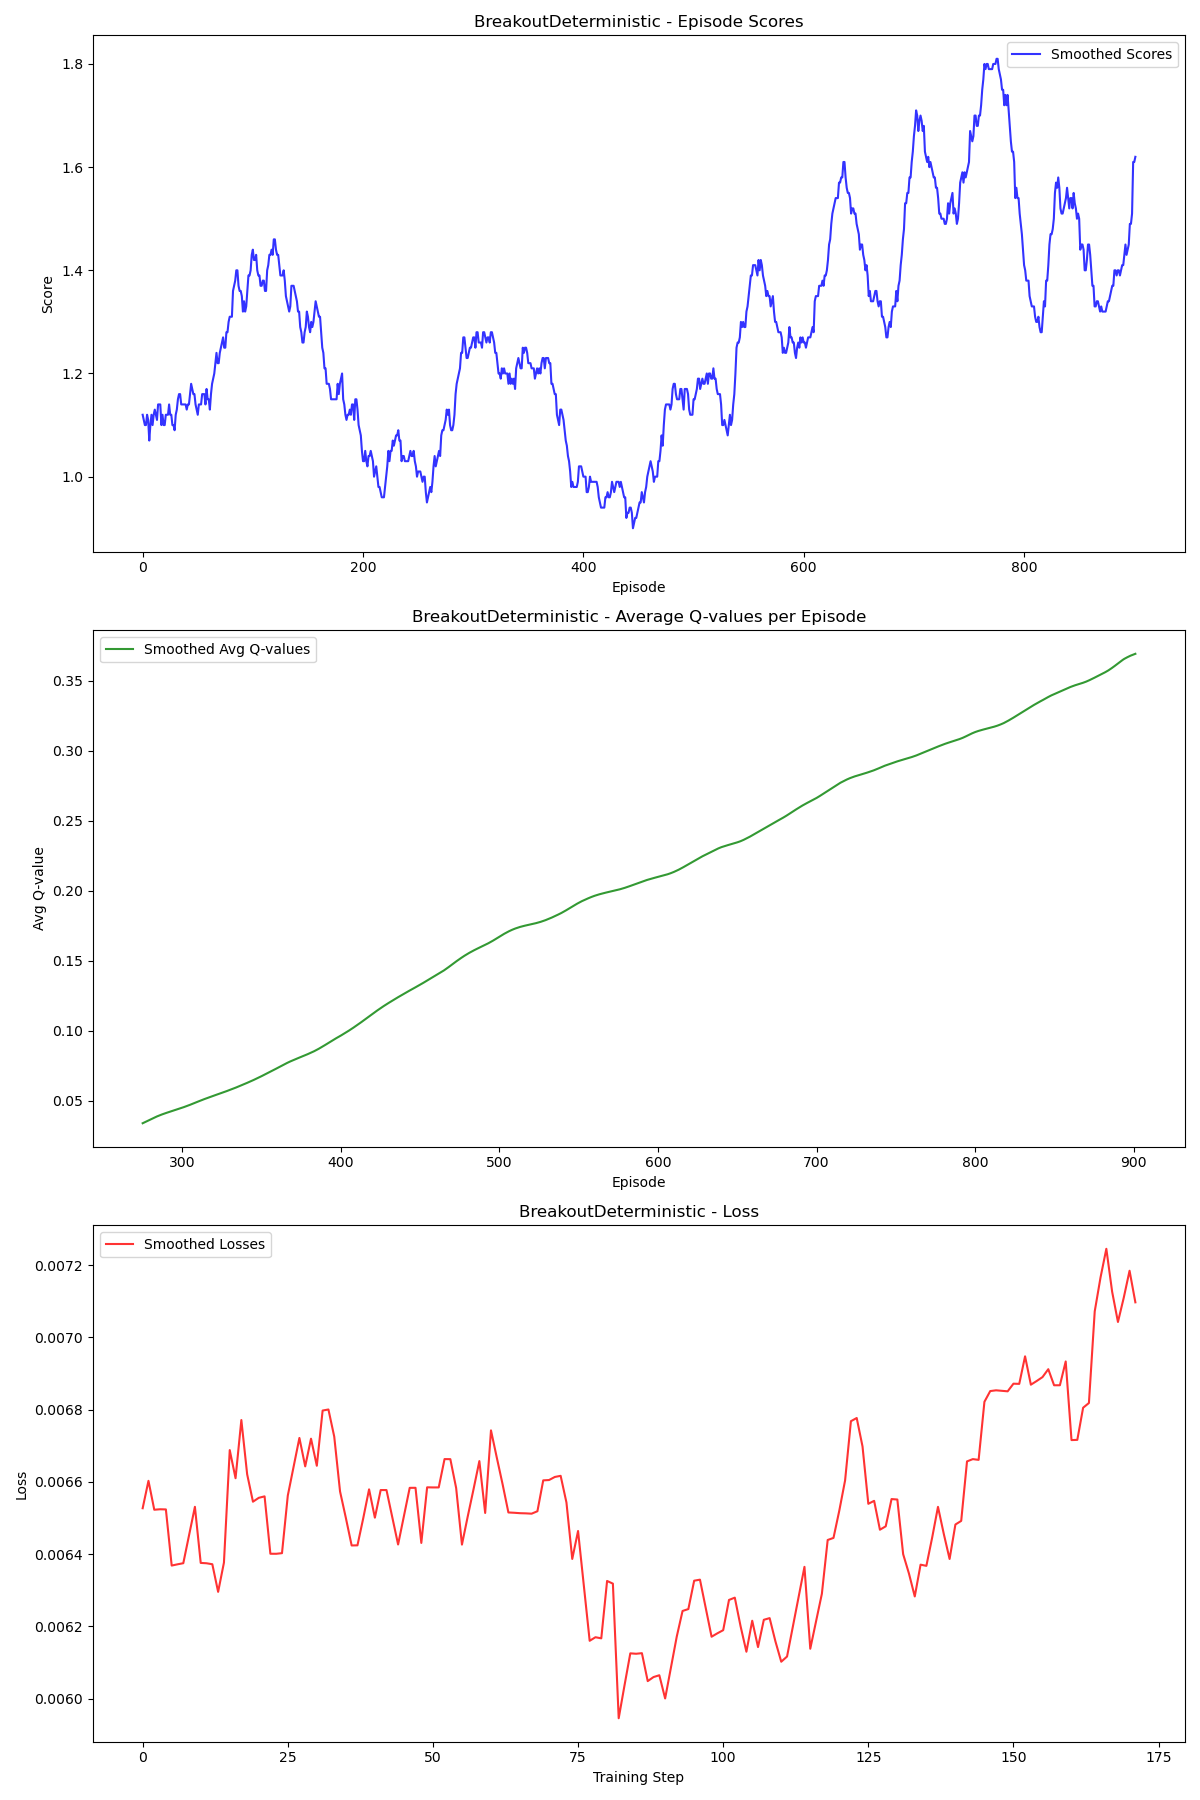 BreakoutDeterministic - Episode Scores
Smoothed Scores
1.8
1.6
1.4
1.2
1.0
Score
0 200 400 600 800
Episode
BreakoutDeterministic - Average Q-values per Episode
Smoothed Avg Q-values
0.35
0.30
0.25
0.20
0.15
0.10
0.05
Avg Q-value
300 400 500 600 700 800 900
Episode
BreakoutDeterministic - Loss
Smoothed Losses
0.0072
0.0070
0.0068
0.0066
0.0064
0.0062
0.0060
Loss
0 25 50 75 100 125 150 175
Training Step